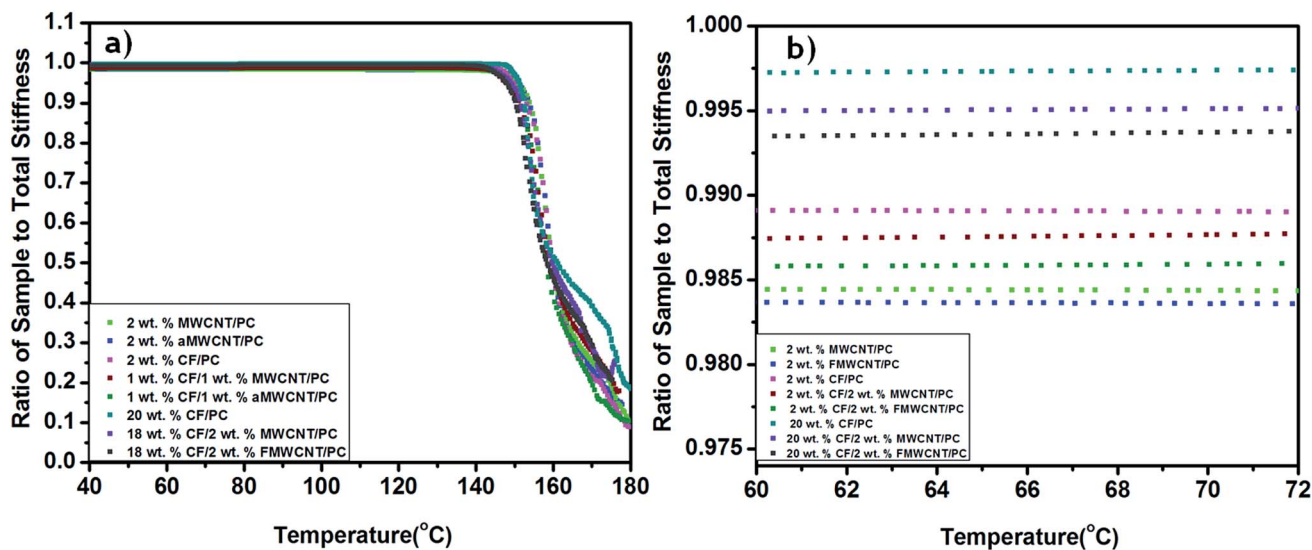 a)
Ratio of Sample to Total Stiffness
1.1
1.0
0.9
0.8
0.7
0.6
0.5
0.4
0.3
0.2
0.1
0.0
2 wt. % MWCNT/PC
2 wt. % aMWCNT/PC
2 wt. % CF/PC
1 wt. % CF/1 wt. % MWCNT/PC
1 wt. % CF/1 wt. % aMWCNT/PC
20 wt. % CF/PC
18 wt. % CF/2 wt. % MWCNT/PC
18 wt. % CF/2 wt. % FMWCNT/PC
40 60 80 100 120 140 160 180
Temperature(°C)
b)
Ratio of Sample to Total Stiffness
1.000
0.995
0.990
0.985
0.980
0.975
2 wt. % MWCNT/PC
2 wt. % FMWCNT/PC
2 wt. % CF/PC
2 wt. % CF/2 wt. % MWCNT/PC
2 wt. % CF/2 wt. % FMWCNT/PC
20 wt. % CF/PC
20 wt. % CF/2 wt. % MWCNT/PC
20 wt. % CF/2 wt. % FMWCNT/PC
60 62 64 66 68 70 72
Temperature(°C)